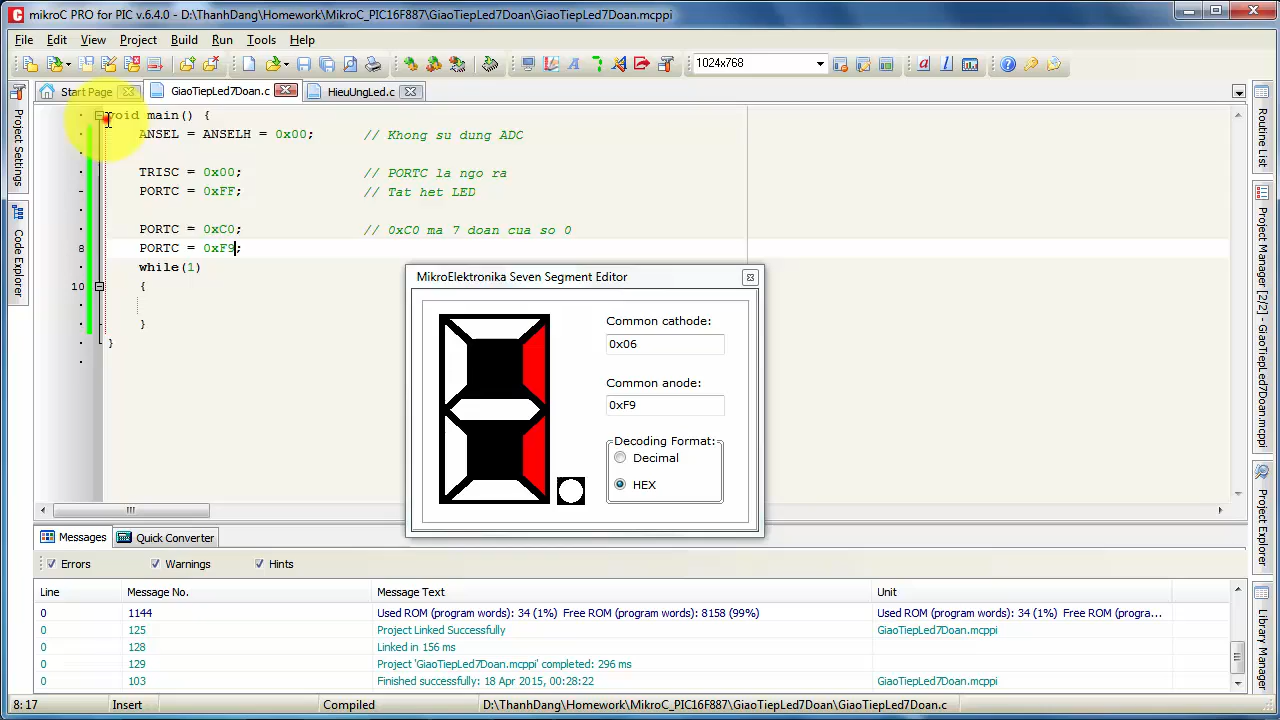 mikroC PRO for PIC v.6.4.0 - D:\ThanhDang\Homework\MikroC_PIC16F887\GiaoTiepLed7Doan\GiaoTiepLed7Doan.mcppi
File Edit View Project Build Run Tools Help
1024x768
Start Page GiaoTiepLed7Doan.c HieuUngLed.c
void main() {
ANSEL = ANSELH = 0x00; // Khong su dung ADC
TRISC = 0x00; // PORTC la ngo ra
PORTC = 0xFF; // Tat het LED
PORTC = 0xC0; // 0xC0 ma 7 doan cua so 0
8 PORTC = 0xF9;
while(1)
10 {
}
}
MikroElektronika Seven Segment Editor
Common cathode:
0x06
Common anode:
0xF9
Decoding Format:
Decimal
HEX
Project Settings
Code Explorer
Routine List
Project Manager [2/2] - GiaoTiepLed7Doan.mcppi
Project Explorer
Library Manager
Messages Quick Converter
Errors Warnings Hints
Line Message No. Message Text Unit
0 1144 Used ROM (program words): 34 (1%) Free ROM (program words): 8158 (99%) Used ROM (program words): 34 (1%) Free ROM (progra...
0 125 Project Linked Successfully GiaoTiepLed7Doan.mcppi
0 128 Linked in 156 ms
0 129 Project 'GiaoTiepLed7Doan.mcppi' completed: 296 ms
0 103 Finished successfully: 18 Apr 2015, 00:28:22 GiaoTiepLed7Doan.mcppi
8:17 Insert Compiled D:\ThanhDang\Homework\MikroC_PIC16F887\GiaoTiepLed7Doan\GiaoTiepLed7Doan.c